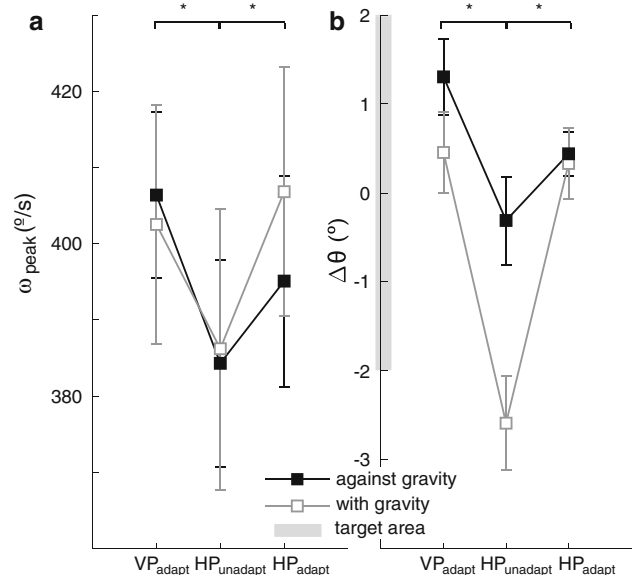 a
*
*
420
400
380
ω peak (º/s)
VPadapt HPunadapt HPadapt
b
*
*
2
1
0
-1
-2
-3
Δθ (º)
against gravity
with gravity
target area
VPadapt HPunadapt HPadapt